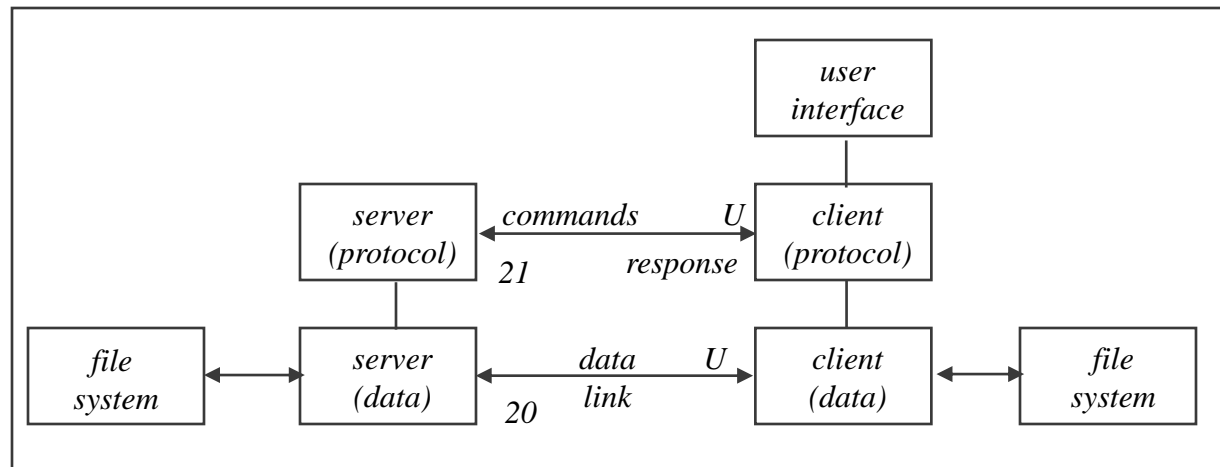 user
interface
server
(protocol)
commands U
response
21
client
(protocol)
file
system
server
(data)
data U
link
20
client
(data)
file
system